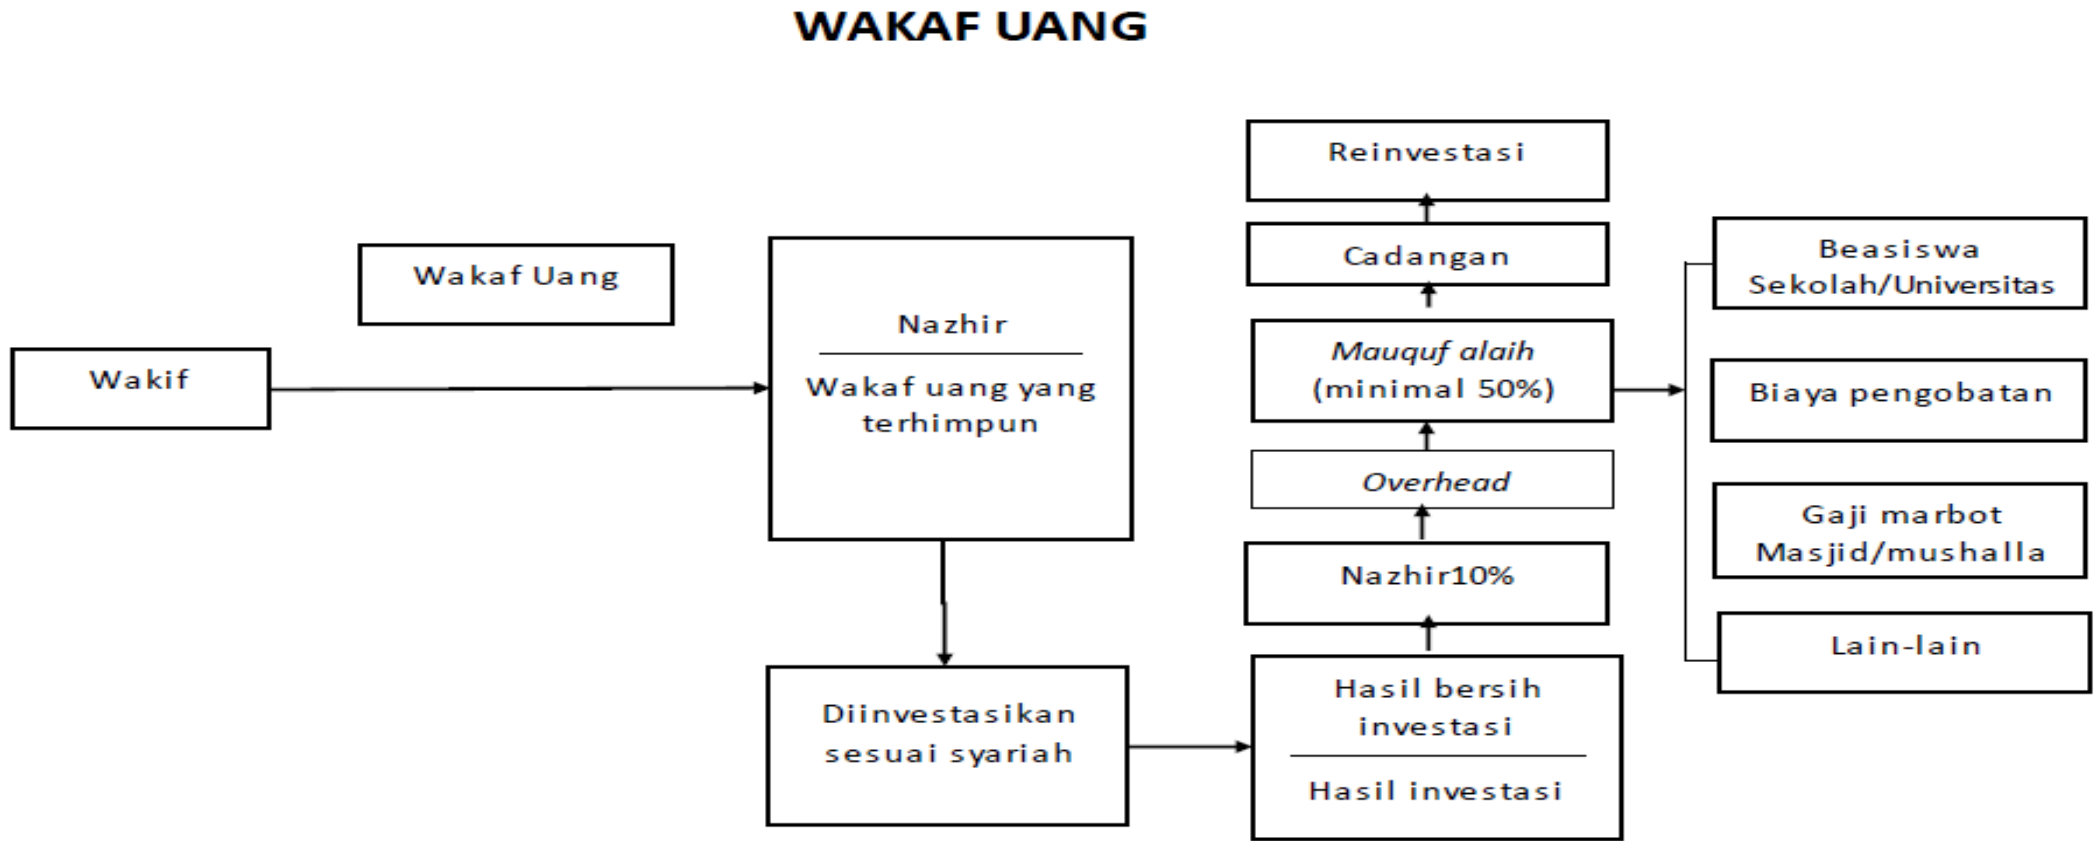 WAKAF UANG
Wakif
Wakaf Uang
Nazhir
Wakaf uang yang
terhimpun
Diinvestasikan
sesuai syariah
Hasil bersih
investasi
Hasil investasi
Nazhir10%
Overhead
Mauquf alaih
(minimal 50%)
Cadangan
Reinvestasi
Beasiswa
Sekolah/Universitas
Biaya pengobatan
Gaji marbot
Masjid/mushalla
Lain-lain